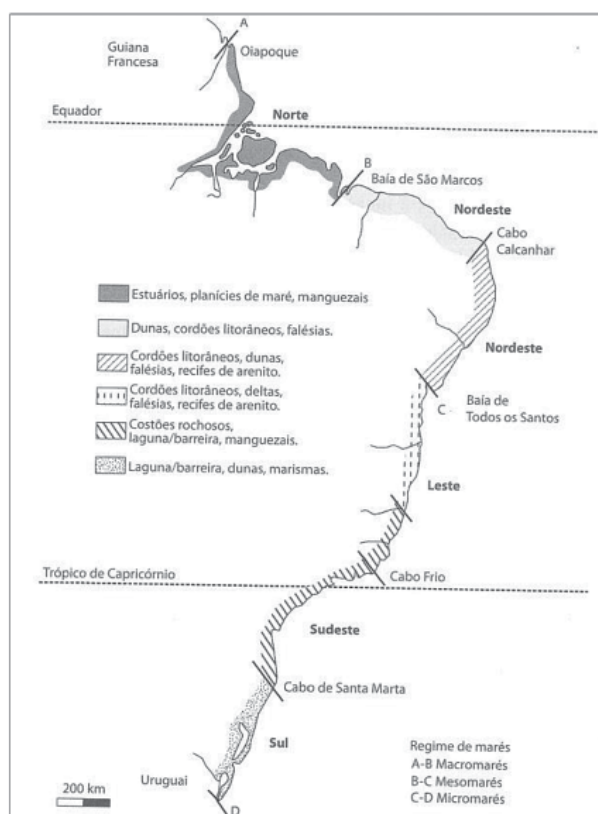 A
Guiana
Francesa
Oiapoque
Equador
Norte
B
Baía de São Marcos
Nordeste
Cabo
Calcanhar
Estuários, planícies de maré, manguezais
Dunas, cordões litorâneos, falésias.
Cordões litorâneos, dunas,
falésias, recifes de arenito.
Nordeste
Cordões litorâneos, deltas,
falésias, recifes de arenito.
C
Baía de
Todos os Santos
Costões rochosos,
laguna/barreira, manguezais.
Laguna/barreira, dunas, marismas.
Leste
Trópico de Capricórnio
Cabo Frio
Sudeste
Cabo de Santa Marta
Sul
Uruguai
200 km
D
Regime de marés
A-B Macromarés
B-C Mesomarés
C-D Micromarés